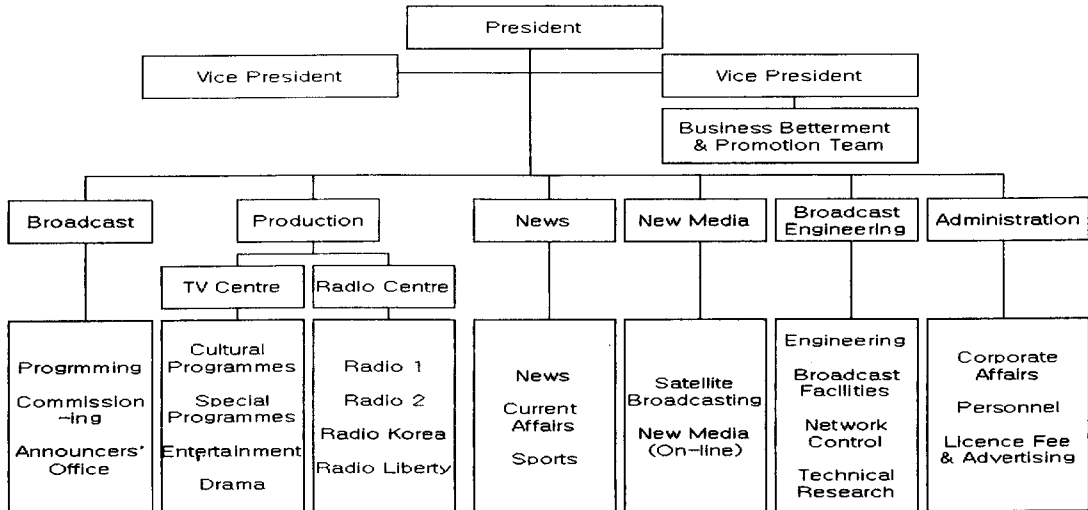 President
Vice President
Vice President
Business Betterment
& Promotion Team
Broadcast
Production
News
New Media
Broadcast
Engineering
Administration
TV Centre
Radio Centre
Progrmming
Commission
-ing
Announcers'
Office
Cultural
Programmes
Special
Programmes
Entertainment
Drama
Radio 1
Radio 2
Radio Korea
Radio Liberty
News
Current
Affairs
Sports
Satellite
Broadcasting
New Media
(On-line)
Engineering
Broadcast
Facilities
Network
Control
Technical
Research
Corporate
Affairs
Personnel
Licence Fee
& Advertising